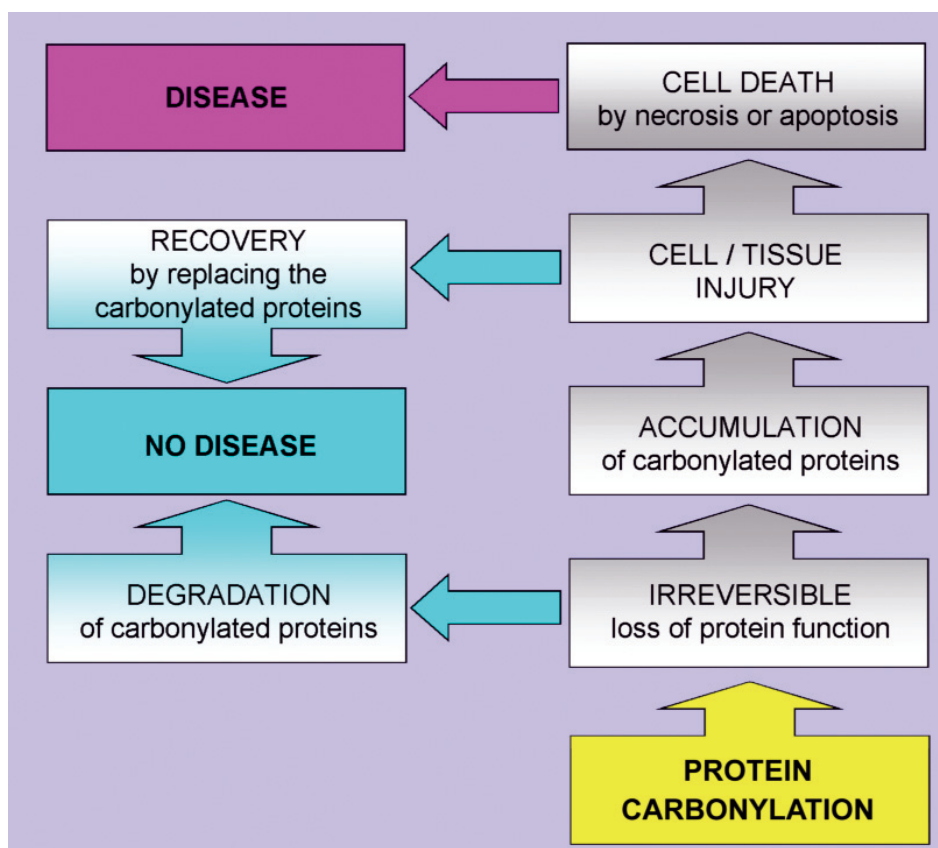 DISEASE
CELL DEATH
by necrosis or apoptosis
RECOVERY
by replacing the
carbonylated proteins
CELL / TISSUE
INJURY
NO DISEASE
ACCUMULATION
of carbonylated proteins
DEGRADATION
of carbonylated proteins
IRREVERSIBLE
loss of protein function
PROTEIN
CARBONYLATION